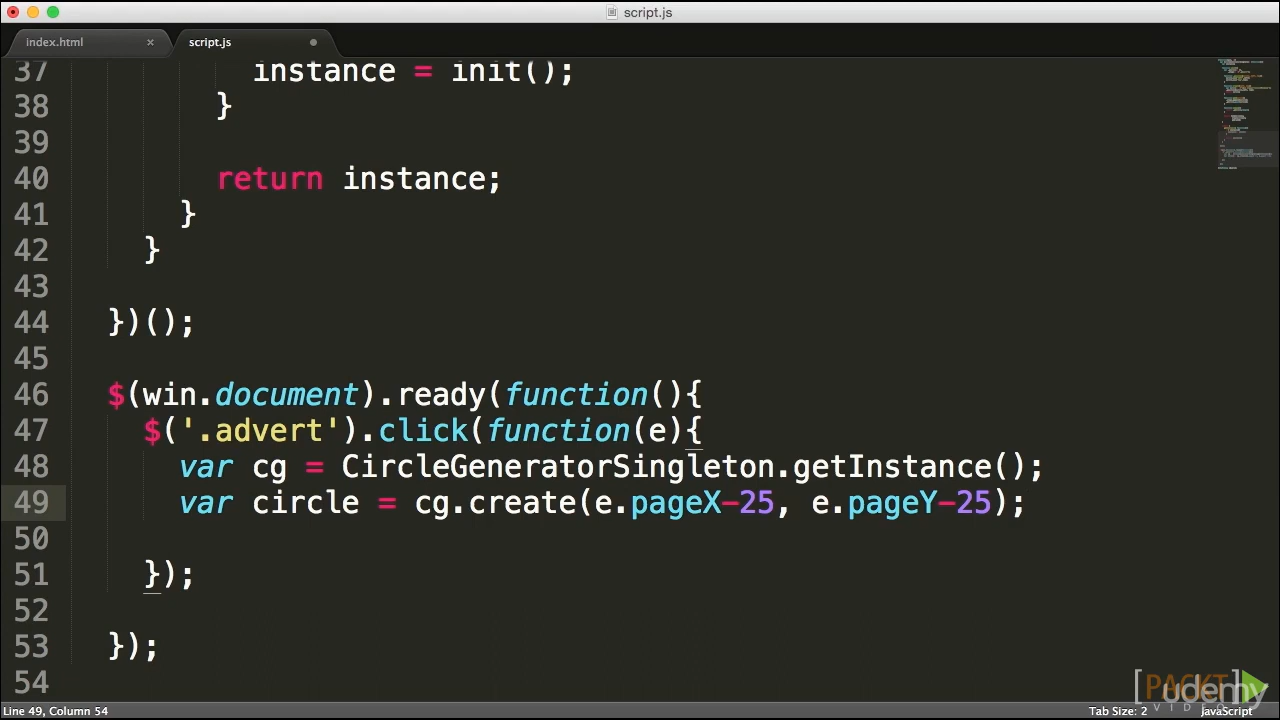 script.js
index.html × script.js
37 instance = init();
38 }
39
40 return instance;
41 }
42 }
43
44 })();
45
46 $(win.document).ready(function(){
47 $('.advert').click(function(e){
48 var cg = CircleGeneratorSingleton.getInstance();
49 var circle = cg.create(e.pageX-25, e.pageY-25);
50
51 });
52
53 });
54
[PACKT]
VIDEO
udemy
Line 49, Column 54 Tab Size: 2 JavaScript